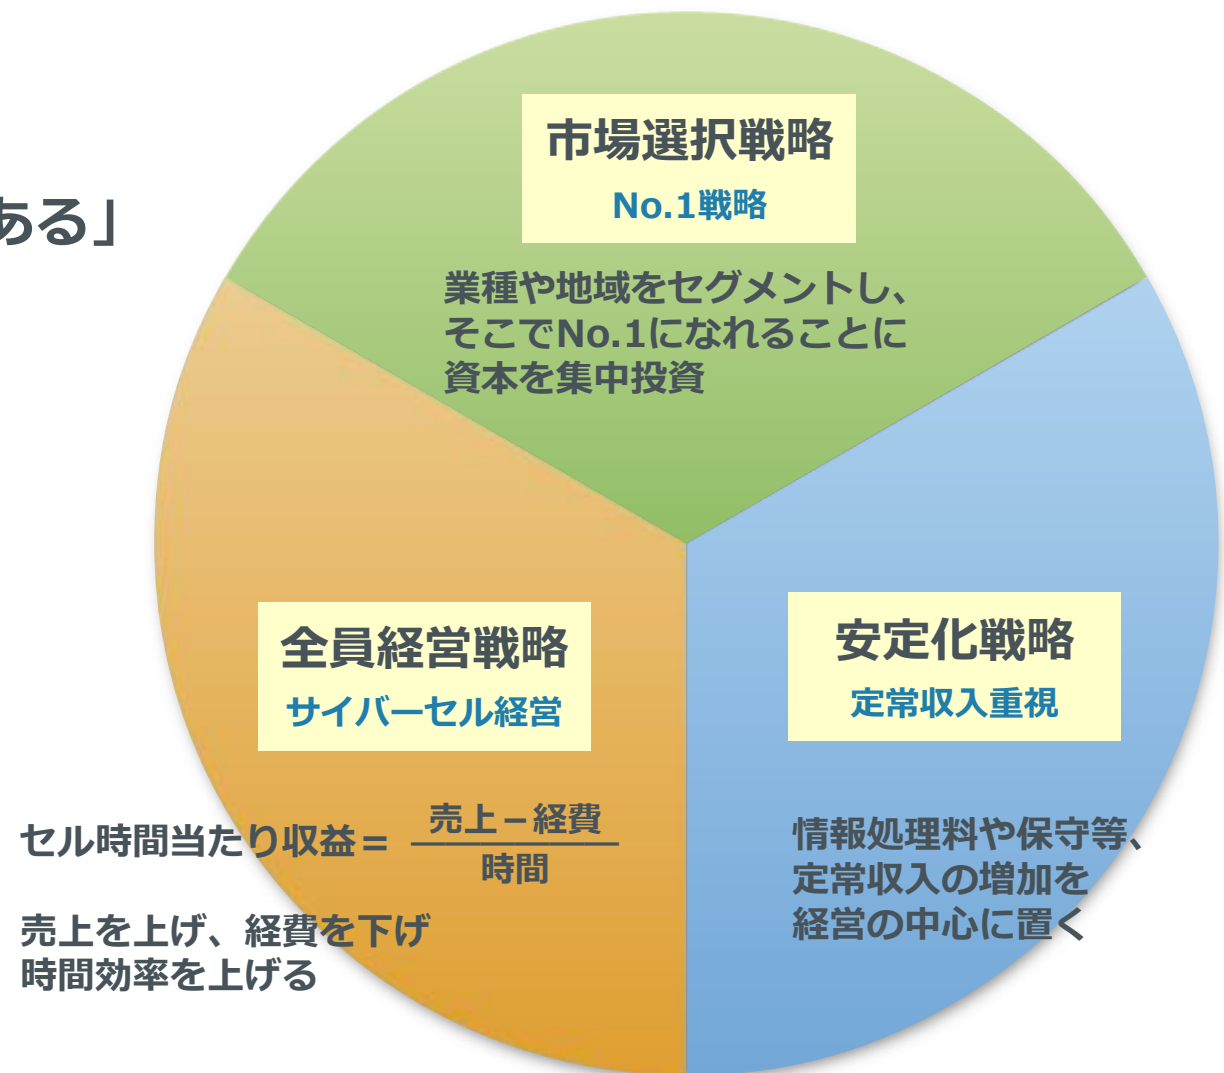 ある」
市場選択戦略
No.1戦略
業種や地域をセグメントし、
そこでNo.1になれることに
資本を集中投資
全員経営戦略
サイバーセル経営
セル時間当たり収益＝
売上－経費
時間
売上を上げ、経費を下げ
時間効率を上げる
安定化戦略
定常収入重視
情報処理料や保守等、
定常収入の増加を
経営の中心に置く